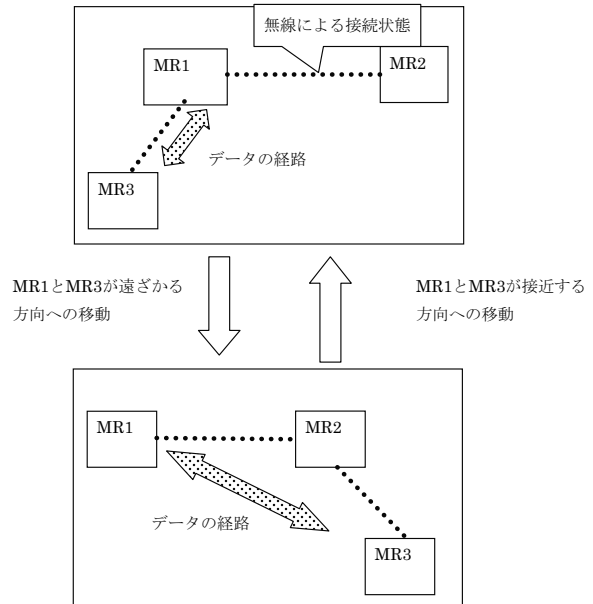 無線による接続状態
MR1
MR2
データの経路
MR3
MR1とMR3が遠ざかる
方向への移動
MR1とMR3が接近する
方向への移動
MR1
MR2
データの経路
MR3